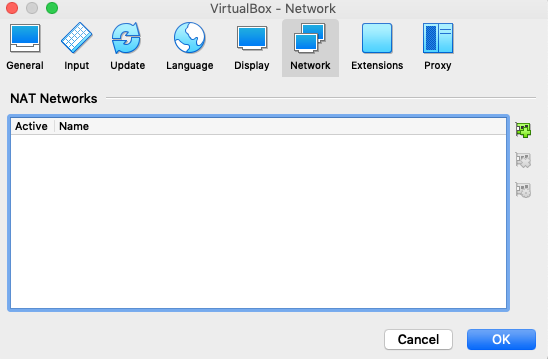 VirtualBox - Network
General Input Update Language Display Network Extensions Proxy
NAT Networks
Active Name
Cancel OK